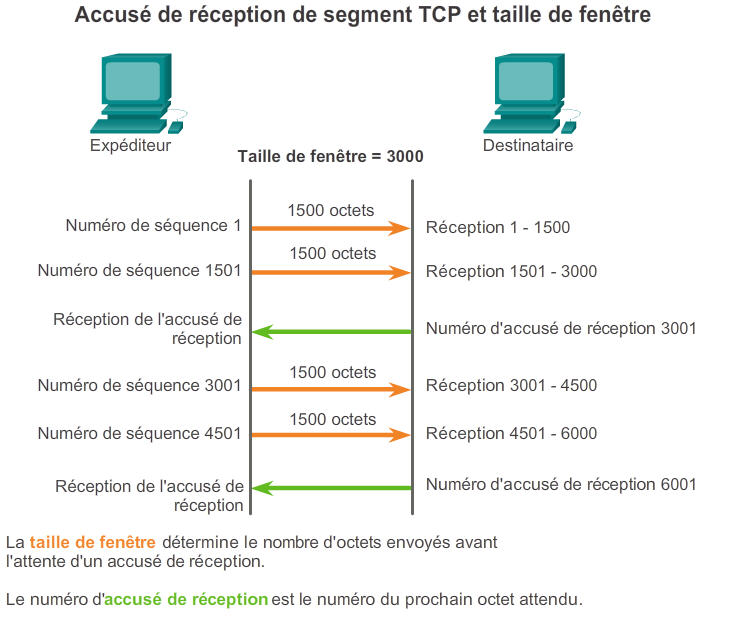 Accusé de réception de segment TCP et taille de fenêtre
Expéditeur
Destinataire
Taille de fenêtre = 3000
1500 octets
Numéro de séquence 1
Réception 1 - 1500
1500 octets
Numéro de séquence 1501
Réception 1501 - 3000
Réception de l'accusé de
réception
Numéro d'accusé de réception 3001
1500 octets
Numéro de séquence 3001
Réception 3001 - 4500
1500 octets
Numéro de séquence 4501
Réception 4501 - 6000
Réception de l'accusé de
réception
Numéro d'accusé de réception 6001
La taille de fenêtre détermine le nombre d'octets envoyés avant
l'attente d'un accusé de réception.
Le numéro d'accusé de réception est le numéro du prochain octet attendu.